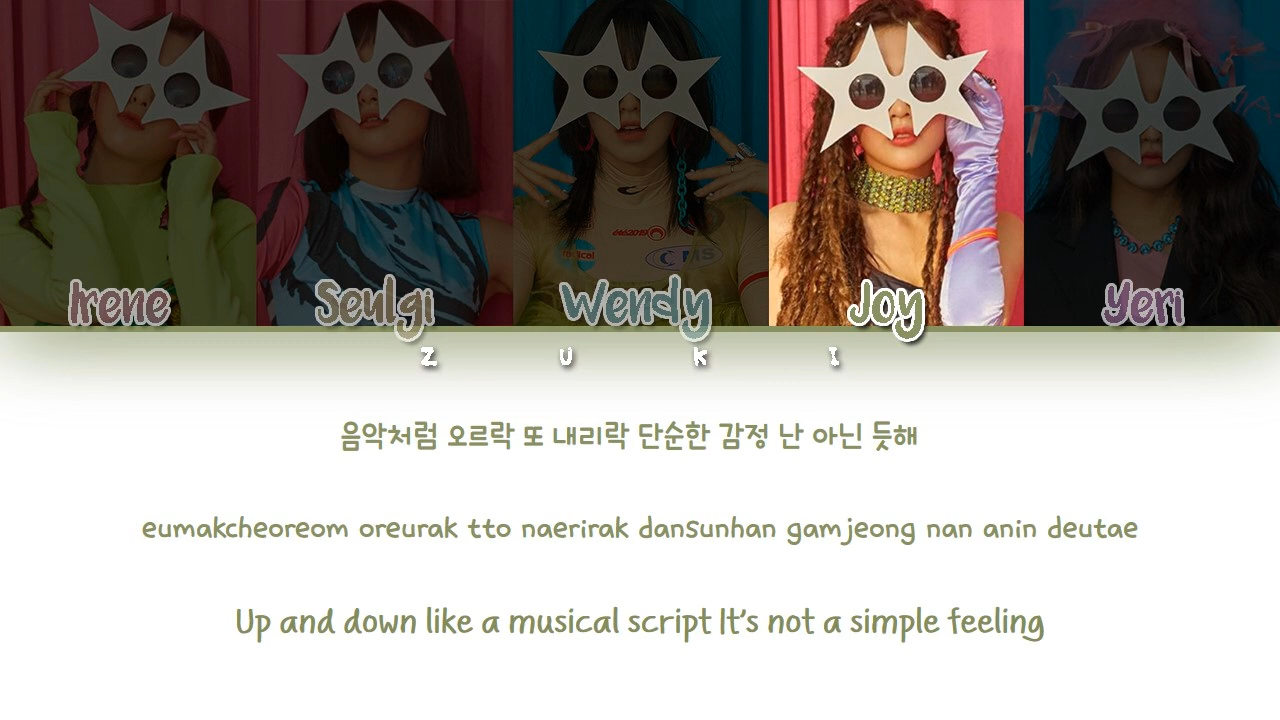 Irene Seulgi Wendy Joy Yeri
Z U K I
음악처럼 오르락 또 내리락 단순한 감정 난 아닌 듯해
eumakcheoreom oreurak tto naerirak dansunhan gamjeong nan anin deutae
Up and down like a musical script It's not a simple feeling